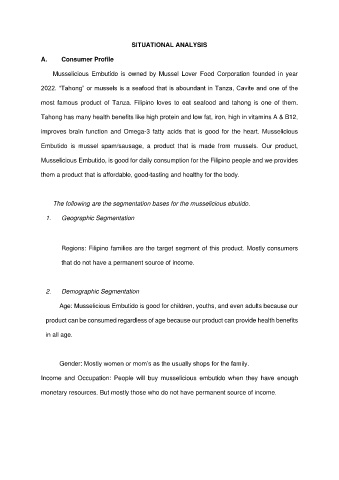 SITUATIONAL ANALYSIS
A. Consumer Profile
Musselicious Embutido is owned by Mussel Lover Food Corporation founded in year
2022. “Tahong” or mussels is a seafood that is aboundant in Tanza, Cavite and one of the
most famous product of Tanza. Filipino loves to eat seafood and tahong is one of them.
Tahong has many health benefits like high protein and low fat, iron, high in vitamins A & B12,
improves brain function and Omega-3 fatty acids that is good for the heart. Musselicious
Embutido is mussel spam/sausage, a product that is made from mussels. Our product,
Musselicious Embutido, is good for daily consumption for the Filipino people and we provides
them a product that is affordable, good-tasting and healthy for the body.
The following are the segmentation bases for the musselicious ebutido.
1. Geographic Segmentation
Regions: Filipino families are the target segment of this product. Mostly consumers
that do not have a permanent source of income.
2. Demographic Segmentation
Age: Musselicious Embutido is good for children, youths, and even adults because our
product can be consumed regardless of age because our product can provide health benefits
in all age.
Gender: Mostly women or mom’s as the usually shops for the family.
Income and Occupation: People will buy musselicious embutido when they have enough
monetary resources. But mostly those who do not have permanent source of income.